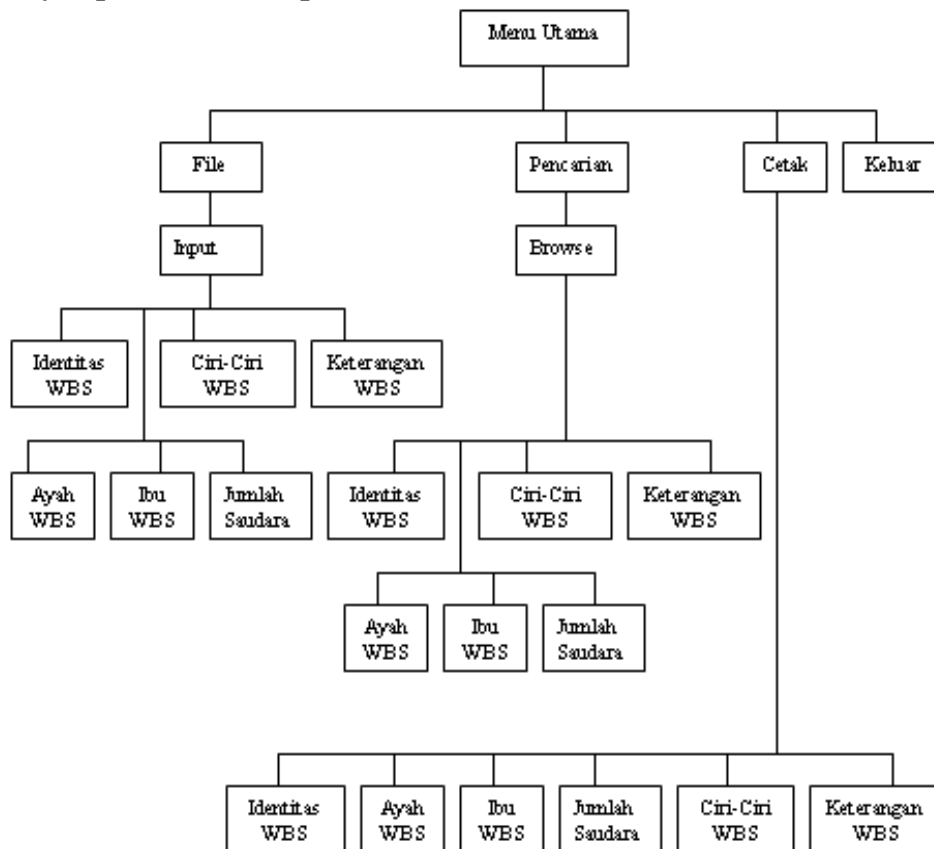 Menu Utama
File
Pencarian
Cetak
Keluar
Input
Browse
Identitas
WBS
Ciri-Ciri
WBS
Keterangan
WBS
Ayah
WBS
Ibu
WBS
Jumlah
Saudara
Identitas
WBS
Ciri-Ciri
WBS
Keterangan
WBS
Ayah
WBS
Ibu
WBS
Jumlah
Saudara
Identitas
WBS
Ayah
WBS
Ibu
WBS
Jumlah
Saudara
Ciri-Ciri
WBS
Keterangan
WBS